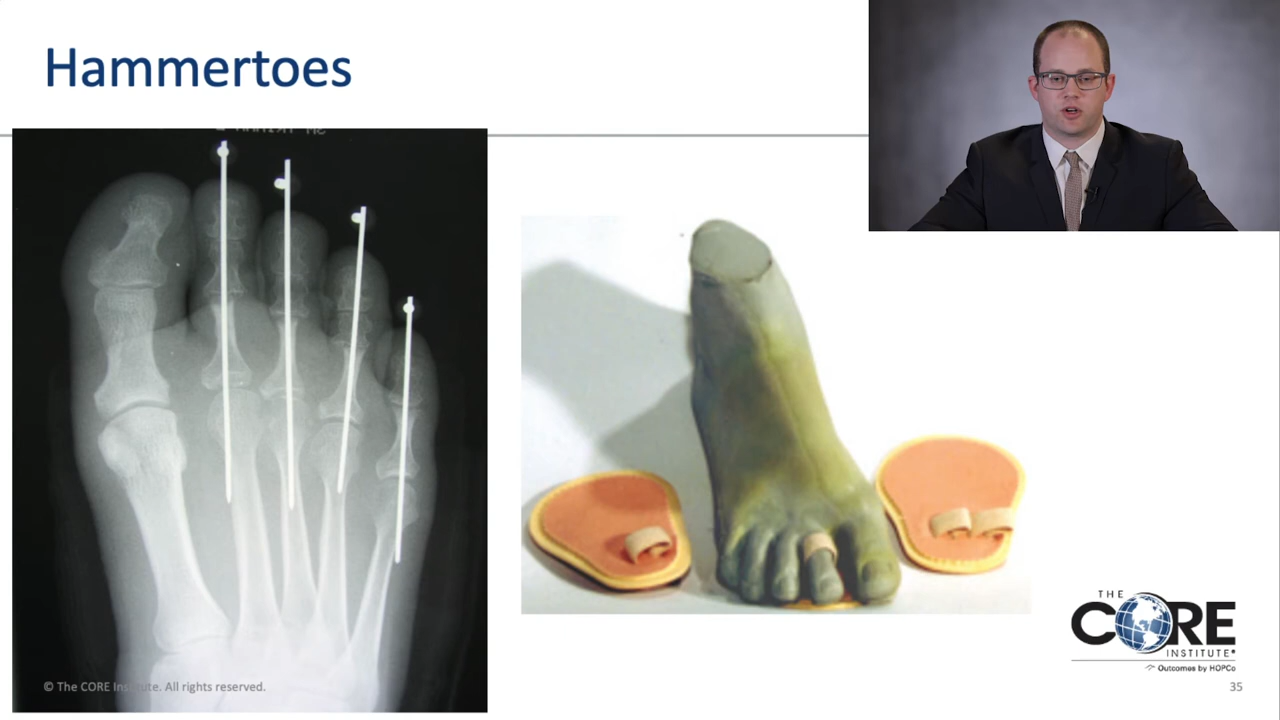 Hammertoes
THE
CORE
INSTITUTE®
Outcomes by HOPCo
© The CORE Institute. All rights reserved.
35